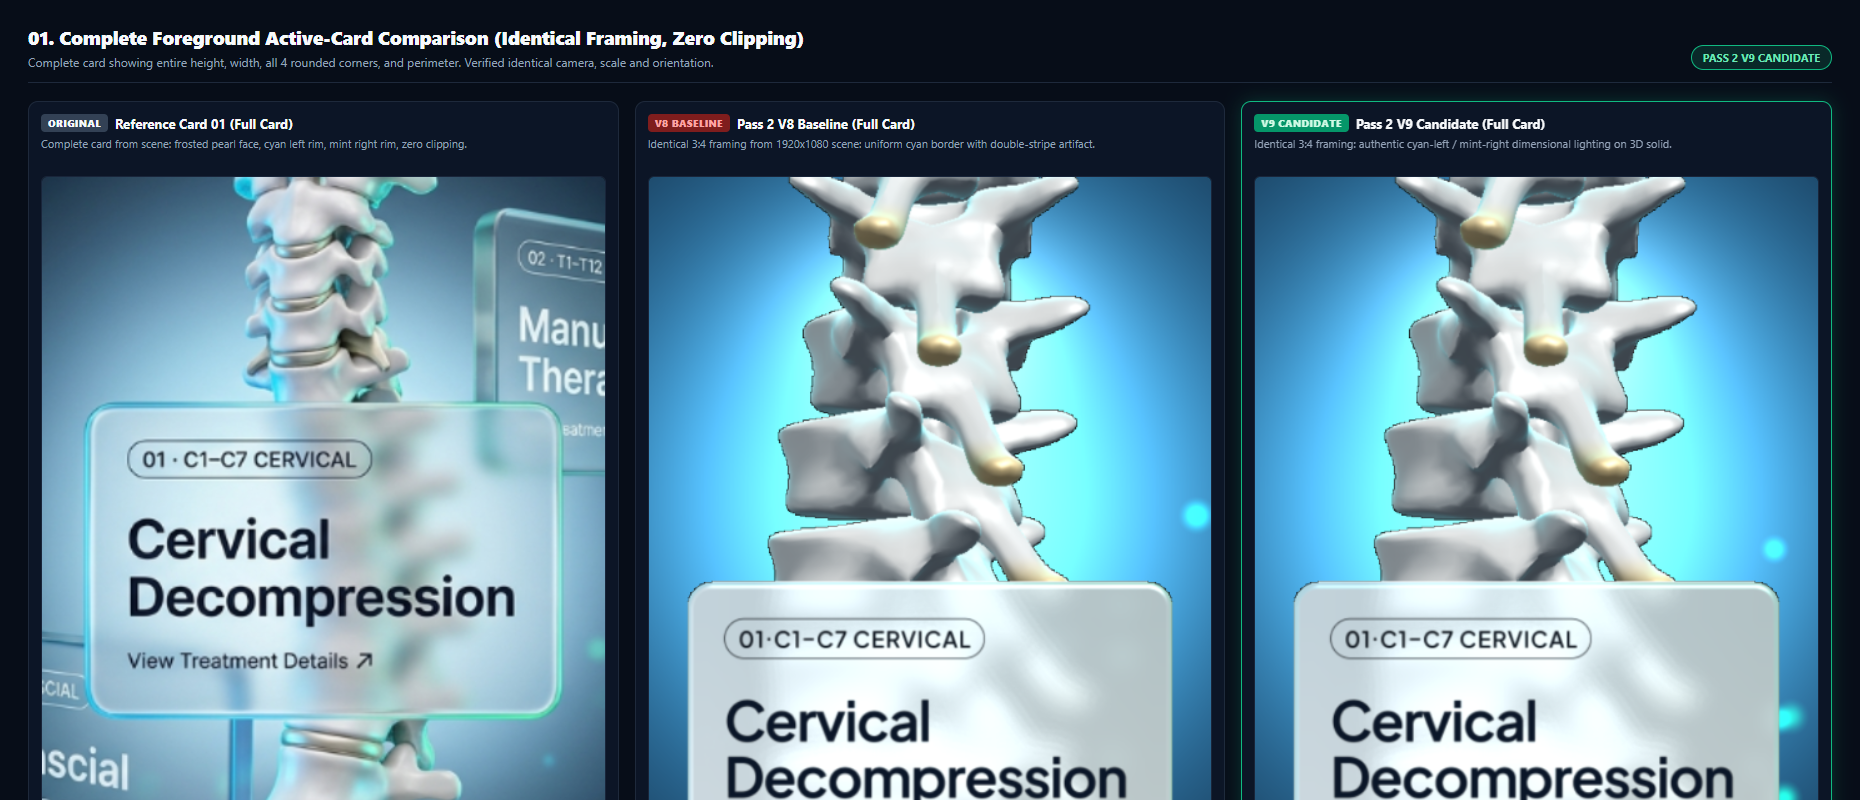 01. Complete Foreground Active-Card Comparison (Identical Framing, Zero Clipping)
Complete card showing entire height, width, all 4 rounded corners, and perimeter. Verified identical camera, scale and orientation.
PASS 2 V9 CANDIDATE
ORIGINAL Reference Card 01 (Full Card)
Complete card from scene: frosted pearl face, cyan left rim, mint right rim, zero clipping.
02 · T1-T12
Manu
Thera
eatmen
01 · C1-C7 CERVICAL
Cervical
Decompression
View Treatment Details ↗
SCIAL
ascial
V8 BASELINE Pass 2 V8 Baseline (Full Card)
Identical 3:4 framing from 1920x1080 scene: uniform cyan border with double-stripe artifact.
01·C1-C7 CERVICAL
Cervical
Decompression
V9 CANDIDATE Pass 2 V9 Candidate (Full Card)
Identical 3:4 framing: authentic cyan-left / mint-right dimensional lighting on 3D solid.
01·C1-C7 CERVICAL
Cervical
Decompression